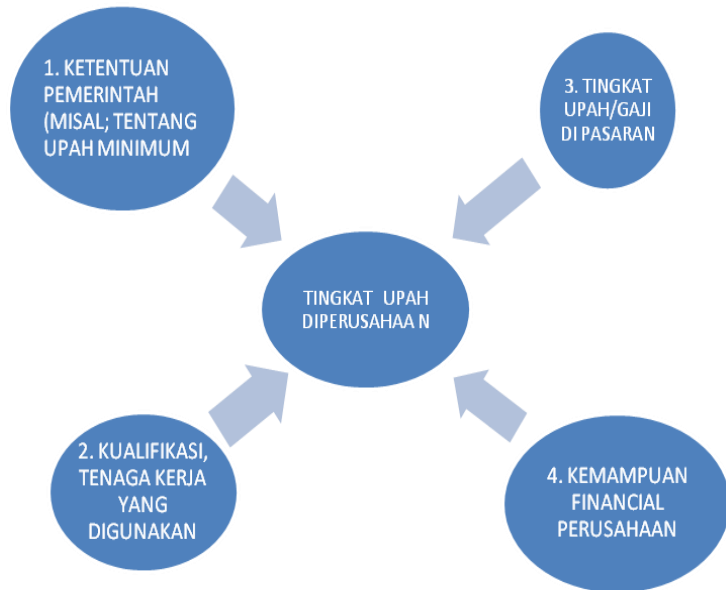 1. KETENTUAN
PEMERINTAH
(MISAL; TENTANG
UPAH MINIMUM
3. TINGKAT
UPAH/GAJI
DI PASARAN
TINGKAT UPAH
DIPERUSAHAA N
2. KUALIFIKASI,
TENAGA KERJA
YANG
DIGUNAKAN
4. KEMAMPUAN
FINANCIAL
PERUSAHAAN